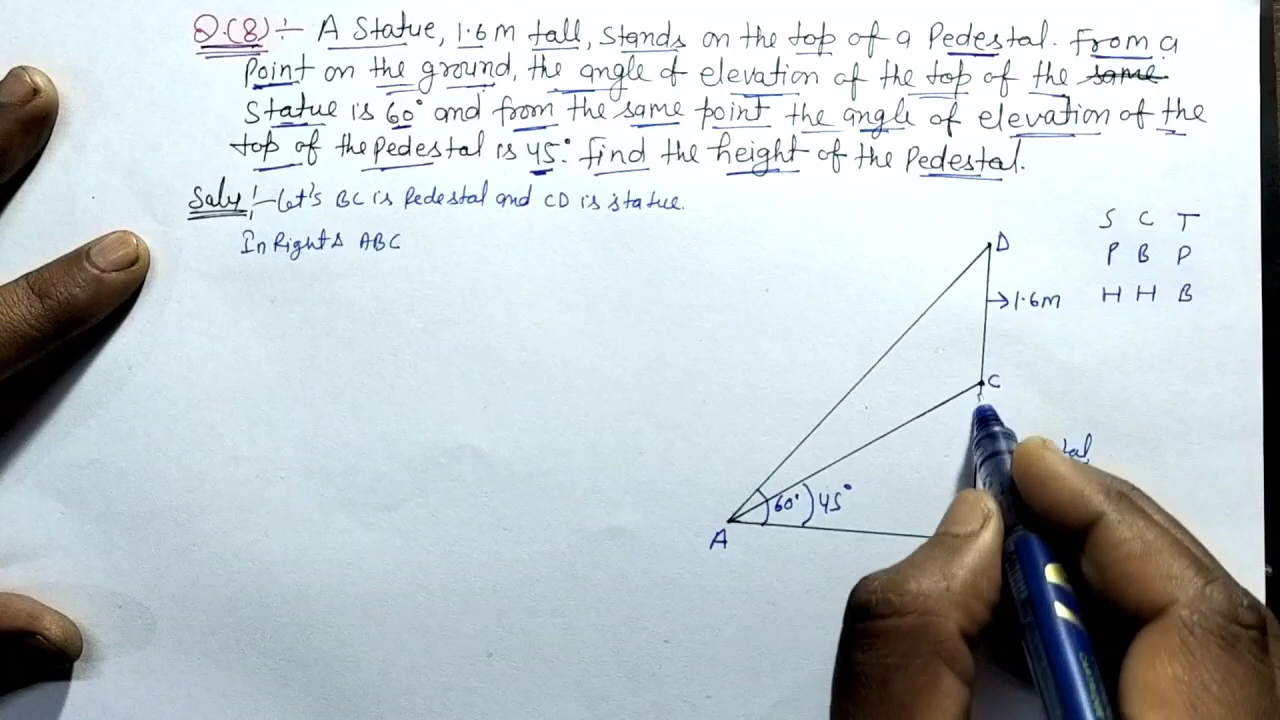 Q.(8):- A Statue, 1.6m tall, stands on the top of a Pedestal. From a
Point on the ground, the angle of elevation of the top of the same
Statue is 60° and from the same point the angle of elevation of the
top of the pedestal is 45°. find the height of the Pedestal.
Solu:- Let's BC is Pedestal and CD is statue.
In Right Δ ABC
S C T
P B P
H H B
D
→1.6m
C
60° 45°
A